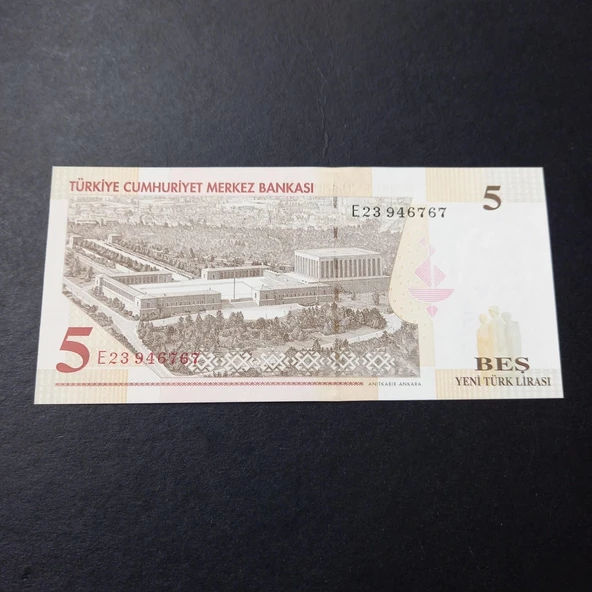 TÜRKİYE CUMHURİYET MERKEZ BANKASI
5
E23 946767
5
E23 946767
ANITKABİR ANKARA
BEŞ
YENİ TÜRK LİRASI